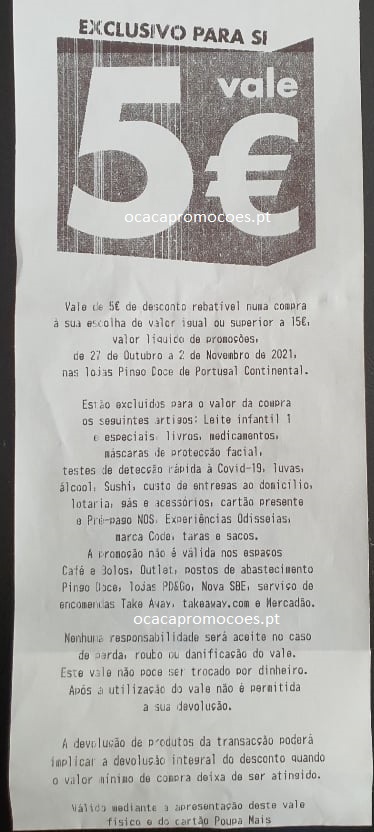 EXCLUSIVO PARA SI
vale
5€
ocacapromocoes.pt
Vale de 5€ de desconto rebatível numa compra
à sua escolha de valor igual ou superior a 15€,
valor líquido de promoções,
de 27 de Outubro a 2 de Novembro de 2021,
nas lojas Pingo Doce de Portugal Continental.
Estão excluídos para o valor da compra
os seguintes artigos: Leite infantil 1
e especiais, livros, medicamentos,
máscaras de protecção facial,
testes de detecção rápida à Covid-19, luvas,
álcool, Sushi, custo de entregas ao domicílio,
lotaria, gás e acessórios, cartão presente
e Pré-pago NOS, Experiências Odisseias,
marca Code, taras e sacos.
A promoção não é válida nos espaços
Café e Bolos, Outlet, postos de abastecimento
Pingo Doce, lojas PD&Go, Nova SBE, serviço de
encomendas Take Away, takeaway.com e Mercadão.
ocacapromocoes.pt
Nenhuma responsabilidade será aceite no caso
de perda, roubo ou danificação do vale.
Este vale não pode ser trocado por dinheiro.
Após a utilização do vale não é permitida
a sua devolução.
A devolução de produtos da transacção poderá
implicar a devolução integral do desconto quando
o valor mínimo de compra deixa de ser atingido.
Válido mediante a apresentação deste vale
físico e do cartão Poupa Mais